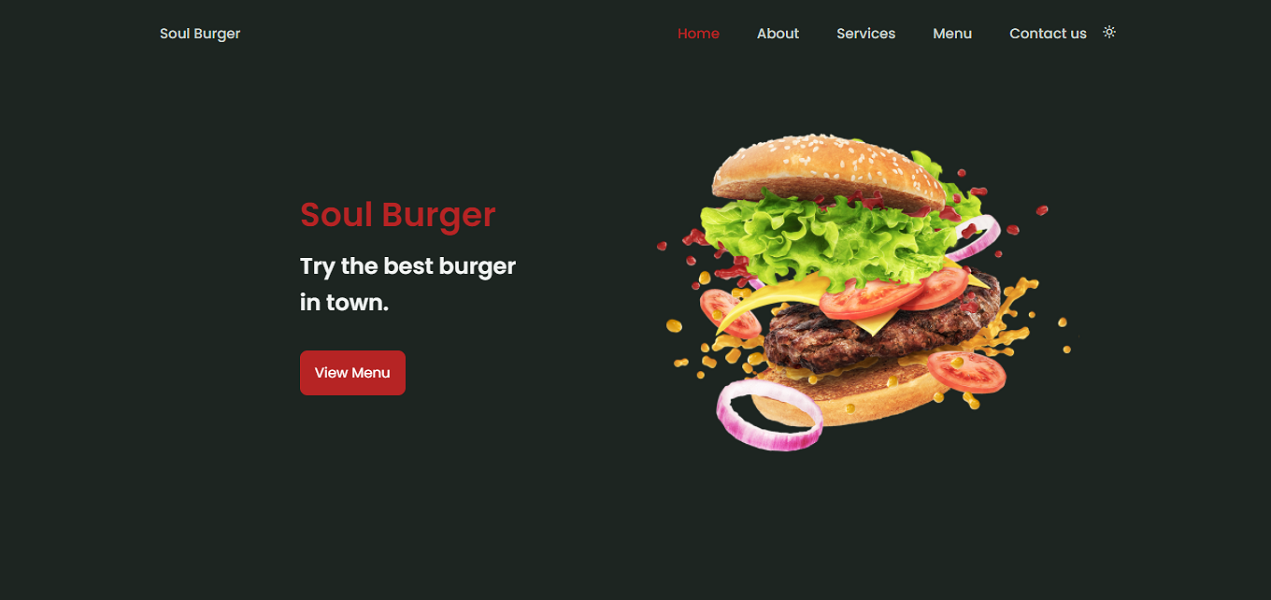 Soul Burger
Home About Services Menu Contact us
Soul Burger
Try the best burger
in town.
View Menu